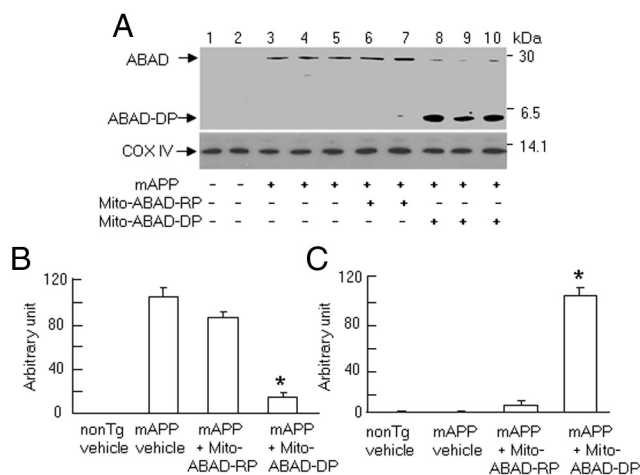 A
1 2 3 4 5 6 7 8 9 10 kDa
ABAD 30
ABAD-DP 6.5
COX IV 14.1
mAPP - - + + + + + + + +
Mito-ABAD-RP - - - - - + + - - -
Mito-ABAD-DP - - - - - - - + + +
B
Arbitrary unit
120
80
40
0
*
nonTg vehicle
mAPP vehicle
mAPP + Mito-ABAD-RP
mAPP + Mito-ABAD-DP
C
Arbitrary unit
120
80
40
0
*
nonTg vehicle
mAPP vehicle
mAPP + Mito-ABAD-RP
mAPP + Mito-ABAD-DP